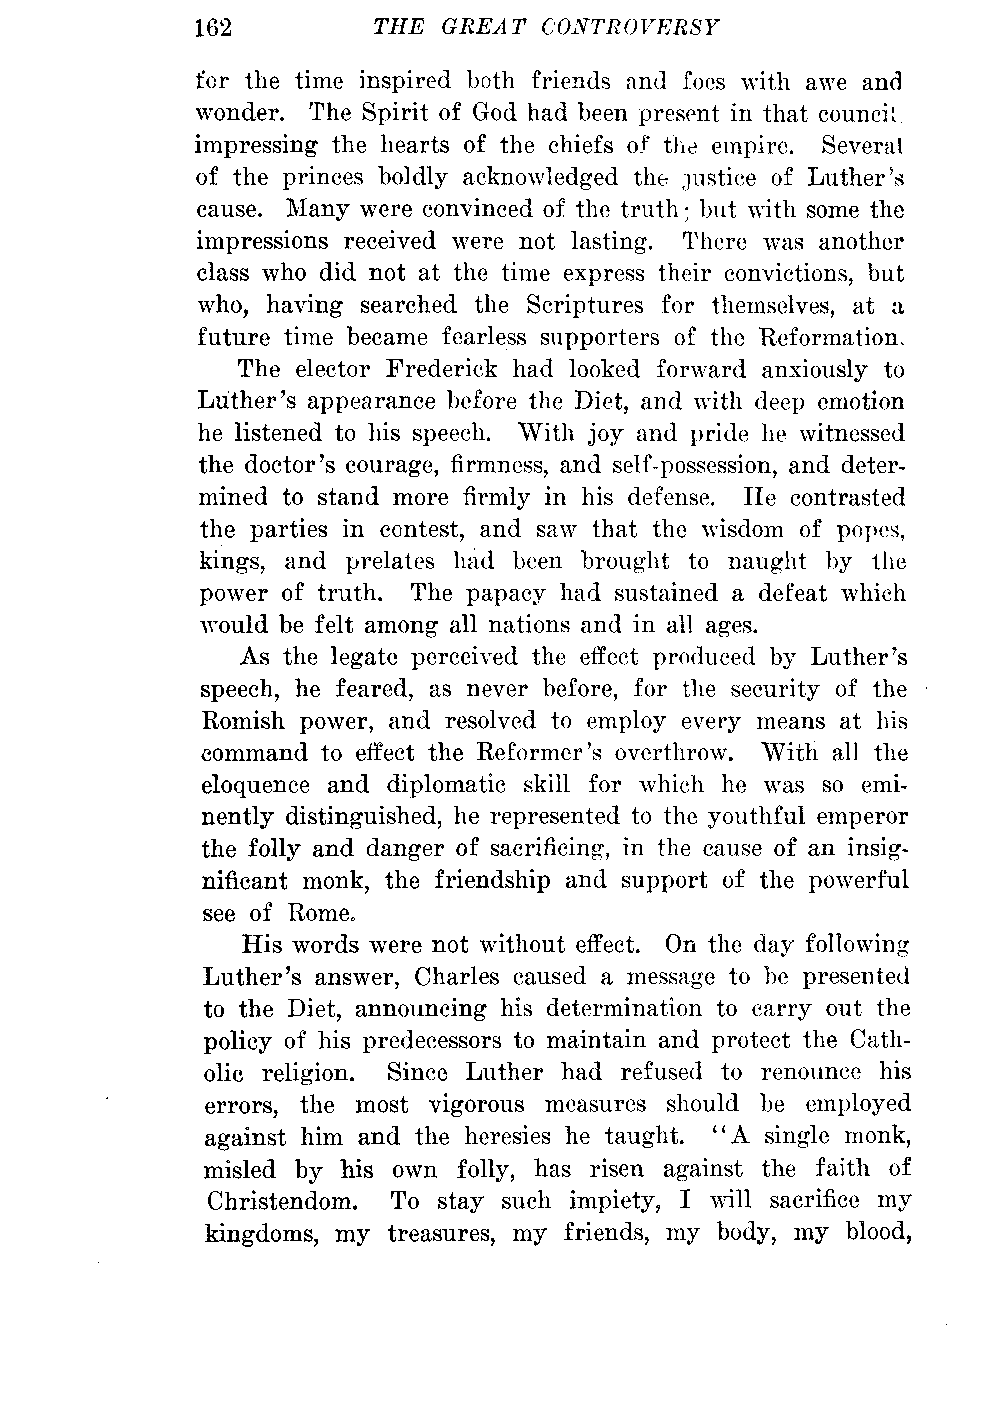 162 THE GREAT CONTROVERSY
for the time inspired both friends and foes with awe and
wonder. The Spirit of God had been present in that council,
impressing the hearts of the chiefs of the empire. Several
of the princes boldly acknowledged the justice of Luther's
cause. Many were convinced of the truth; but with some the
impressions received were not lasting. There was another
class who did not at the time express their convictions, but
who, having searched the Scriptures for themselves, at a
future time became fearless supporters of the Reformation.
The elector Frederick had looked forward anxiously to
Luther's appearance before the Diet, and with deep emotion
he listened to his speech. With joy and pride he witnessed
the doctor's courage, firmness, and self-possession, and deter-
mined to stand more firmly in his defense. He contrasted
the parties in contest, and saw that the wisdom of popes,
kings, and prelates had been brought to naught by the
power of truth. The papacy had sustained a defeat which
would be felt among all nations and in all ages.
As the legate perceived the effect produced by Luther's
speech, he feared, as never before, for the security of the
Romish power, and resolved to employ every means at his
command to effect the Reformer's overthrow. With all the
eloquence and diplomatic skill for which he was so emi-
nently distinguished, he represented to the youthful emperor
the folly and danger of sacrificing, in the cause of an insig-
nificant monk, the friendship and support of the powerful
see of Rome.
His words were not without effect. On the day following
Luther's answer, Charles caused a message to be presented
to the Diet, announcing his determination to carry out the
policy of his predecessors to maintain and protect the Cath-
olic religion. Since Luther had refused to renounce his
errors, the most vigorous measures should be employed
against him and the heresies he taught. "A single monk,
misled by his own folly, has risen against the faith of
Christendom. To stay such impiety, I will sacrifice my
kingdoms, my treasures, my friends, my body, my blood,